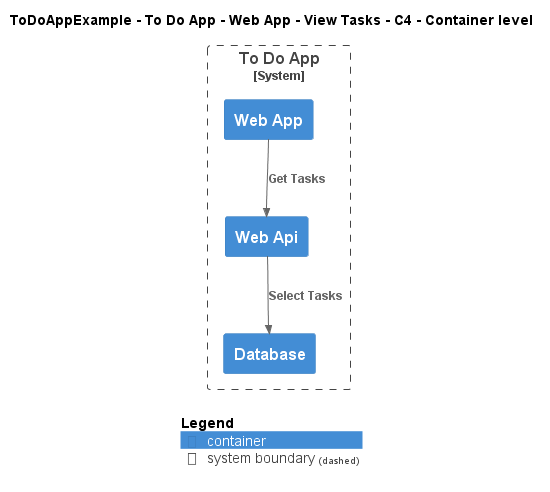 ToDoAppExample - To Do App - Web App - View Tasks - C4 - Container level
To Do App
[System]
Web App
Get Tasks
Web Api
Select Tasks
Database
Legend
container
system boundary (dashed)